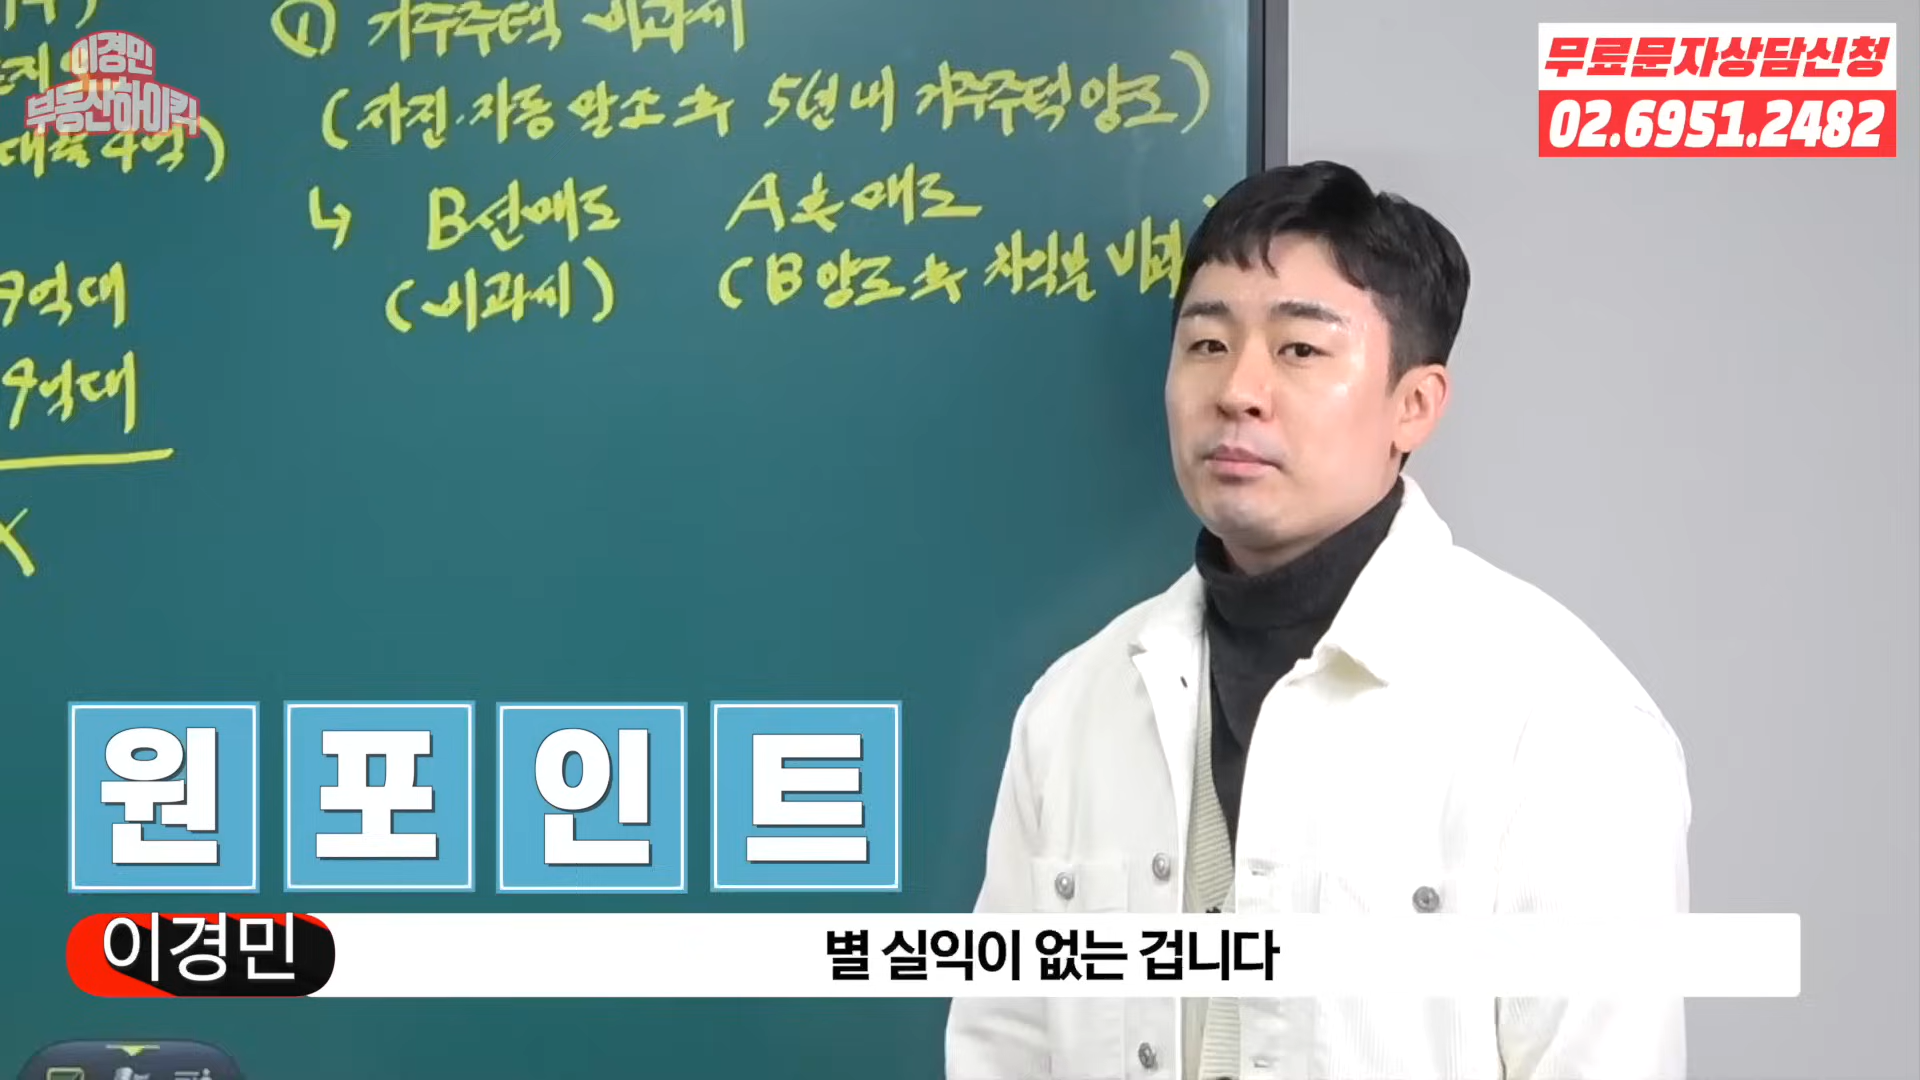 이경민
부동산하이킥
무료문자상담신청
02.6951.2482
① 거주주택 비과세
(자진.자동 말소 후 5년 내 거주주택 양도)
대출 4억)
↳ B선매도 A후매도
(비과세) (B양도 후 차익분 비과
9억대
9억대
X
원포인트
이경민
별 실익이 없는 겁니다